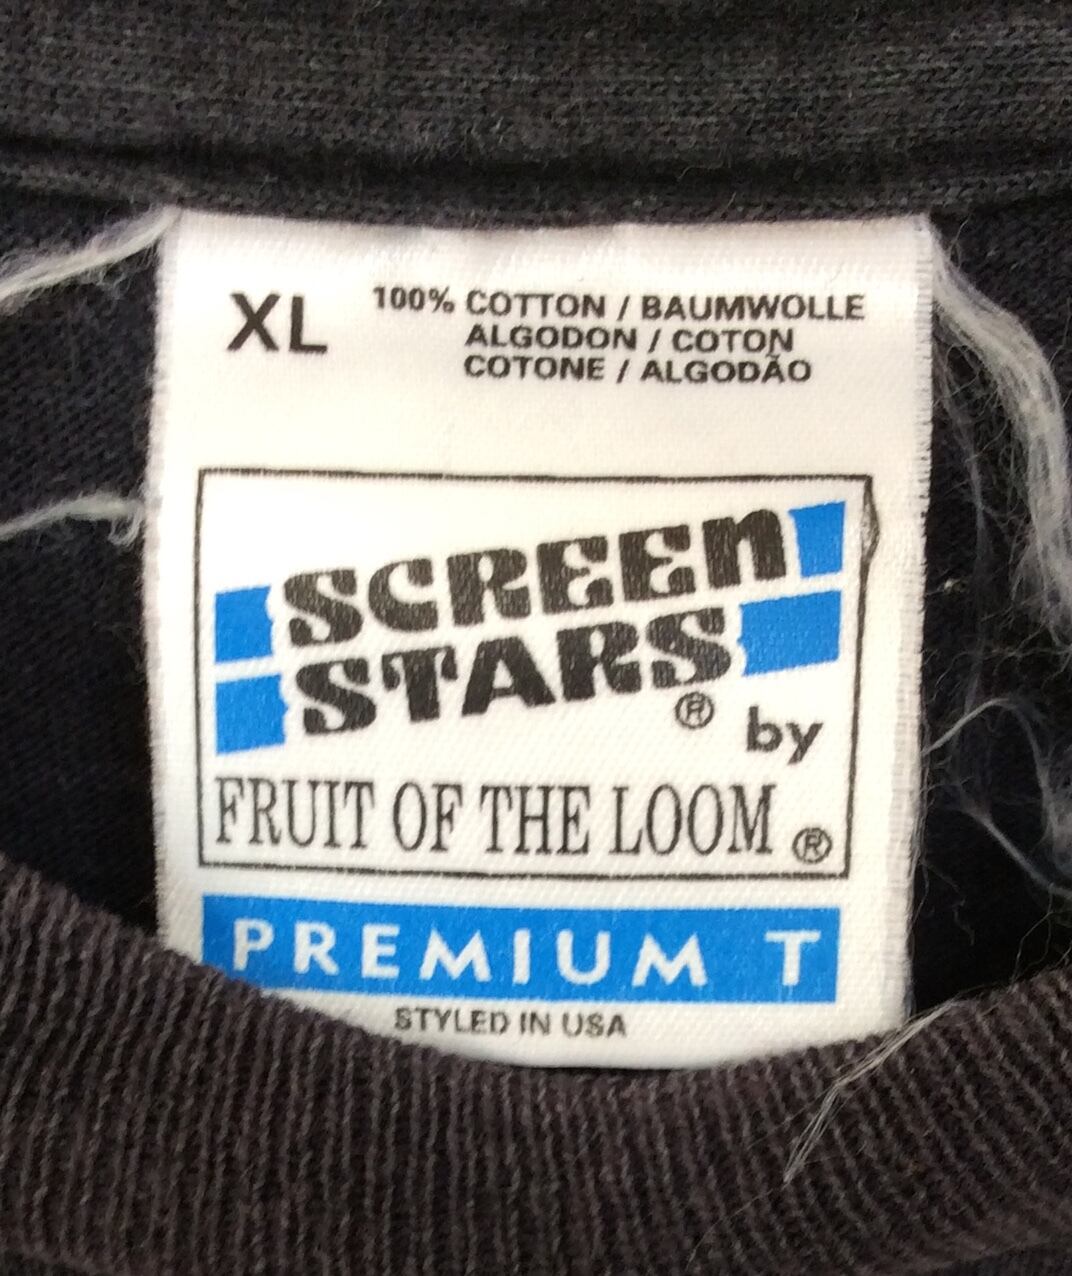 XL
100% COTTON / BAUMWOLLE
ALGODON / COTON
COTONE / ALGODÃO
SCREEN
STARS® by
FRUIT OF THE LOOM®
PREMIUM T
STYLED IN USA